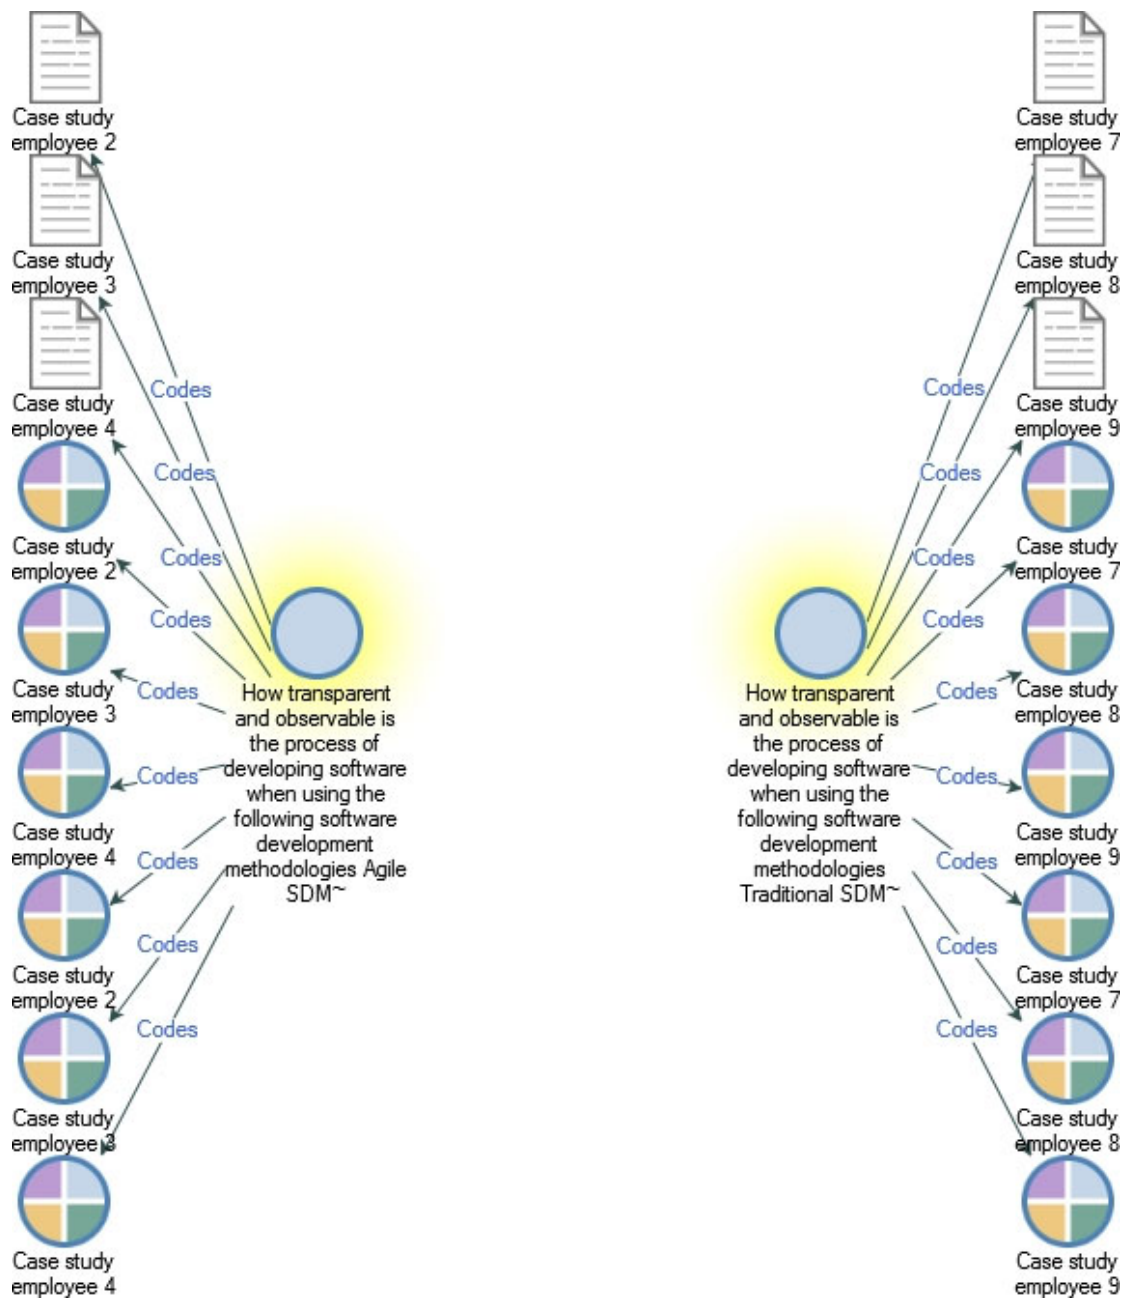 Case study
employee 2
Case study
employee 3
Case study
employee 4
Case study
employee 2
Case study
employee 3
Case study
employee 4
Case study
employee 2
Case study
employee 3
Case study
employee 4
Codes
Codes
Codes
Codes
Codes
Codes
Codes
Codes
Codes
How transparent
and observable is
the process of
developing software
when using the
following software
development
methodologies Agile
SDM~
How transparent
and observable is
the process of
developing software
when using the
following software
development
methodologies
Traditional SDM~
Codes
Codes
Codes
Codes
Codes
Codes
Codes
Codes
Codes
Case study
employee 7
Case study
employee 8
Case study
employee 9
Case study
employee 7
Case study
employee 8
Case study
employee 9
Case study
employee 7
Case study
employee 8
Case study
employee 9